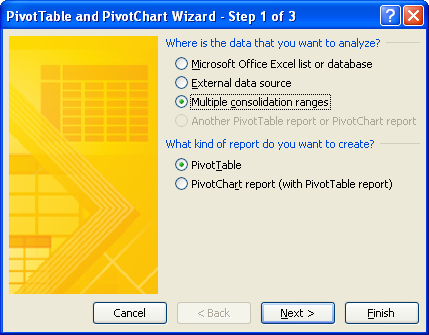 PivotTable and PivotChart Wizard - Step 1 of 3
Where is the data that you want to analyze?
Microsoft Office Excel list or database
External data source
Multiple consolidation ranges
Another PivotTable report or PivotChart report
What kind of report do you want to create?
PivotTable
PivotChart report (with PivotTable report)
Cancel < Back Next > Finish